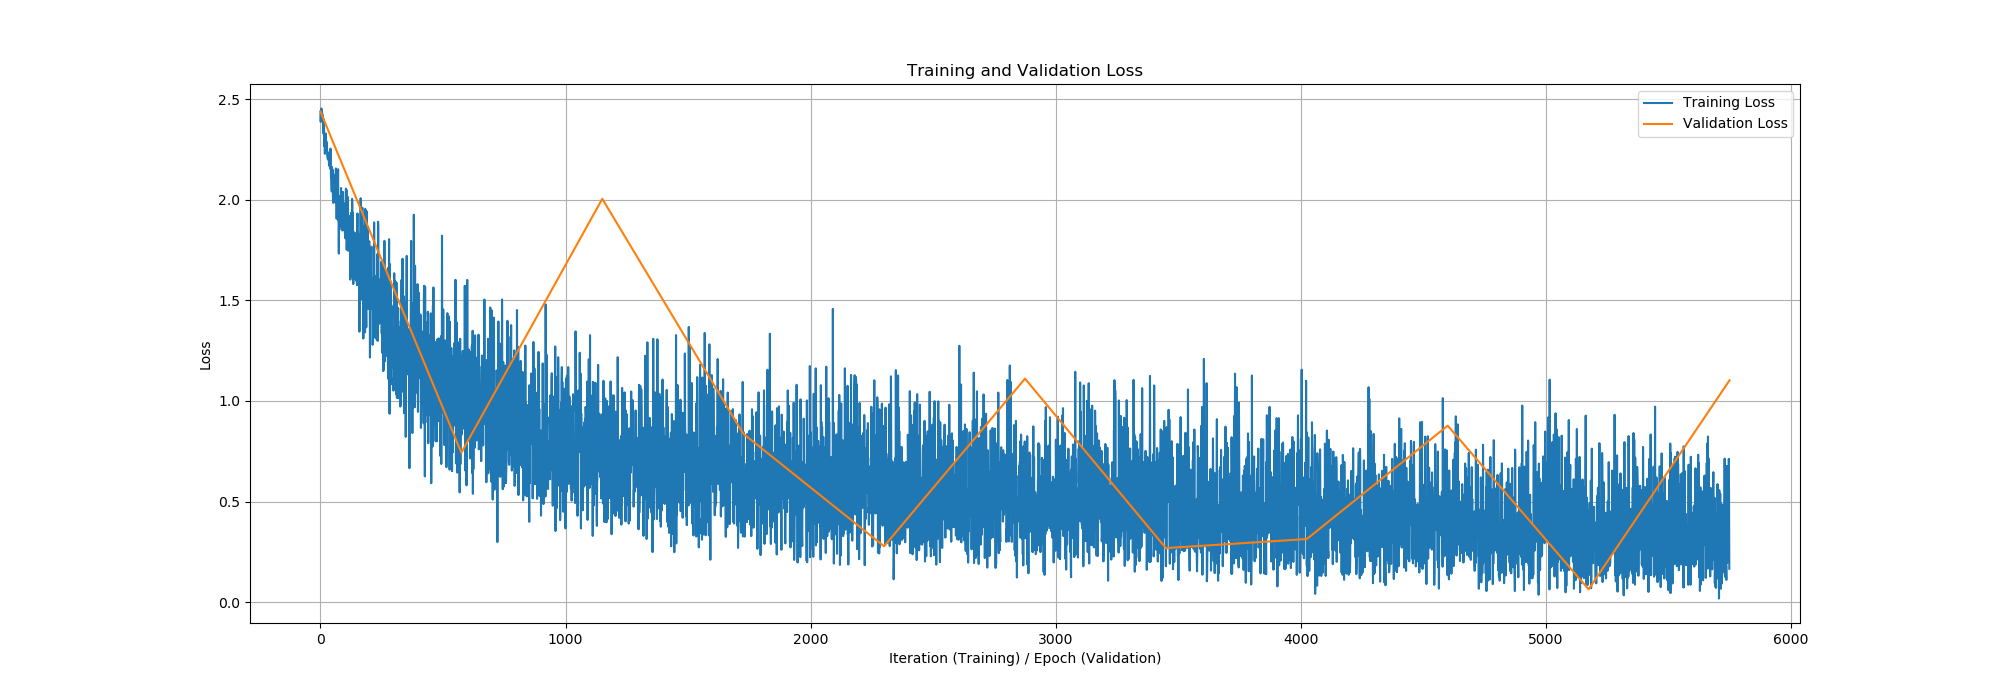 Training and Validation Loss
Training Loss
Validation Loss
2.5
2.0
1.5
1.0
0.5
0.0
Loss
0 1000 2000 3000 4000 5000 6000
Iteration (Training) / Epoch (Validation)